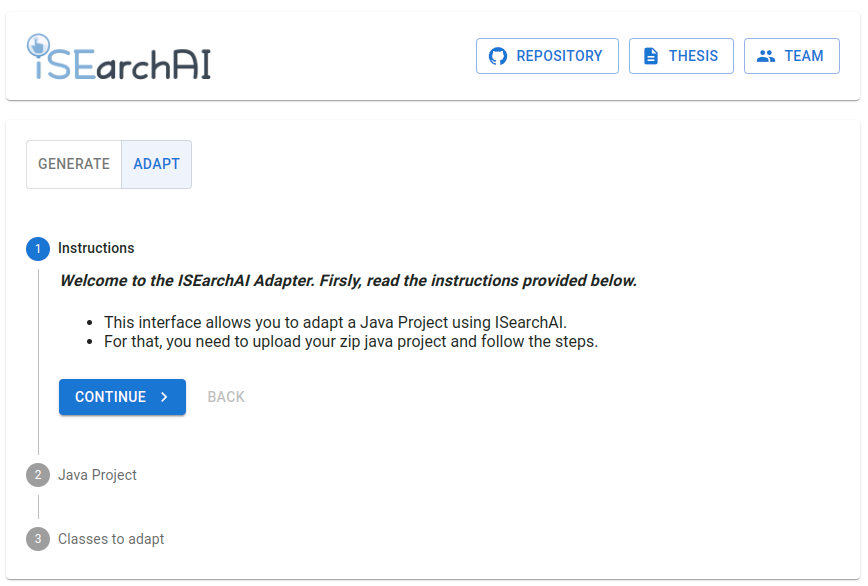 iSEarchAI
REPOSITORY
THESIS
TEAM
GENERATE
ADAPT
1 Instructions
Welcome to the ISEarchAI Adapter. Firsly, read the instructions provided below.
• This interface allows you to adapt a Java Project using ISearchAI.
• For that, you need to upload your zip java project and follow the steps.
CONTINUE
BACK
2 Java Project
3 Classes to adapt